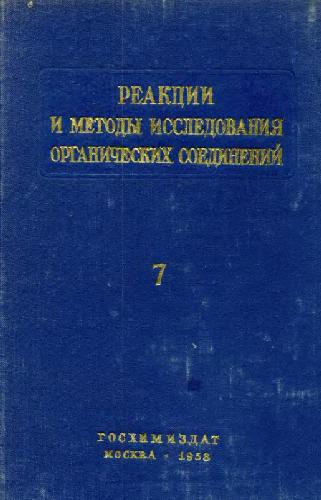 РЕАКЦИИ
И МЕТОДЫ ИССЛЕДОВАНИЯ
ОРГАНИЧЕСКИХ СОЕДИНЕНИЙ
7
ГОСХИМИЗДАТ
МОСКВА · 1958